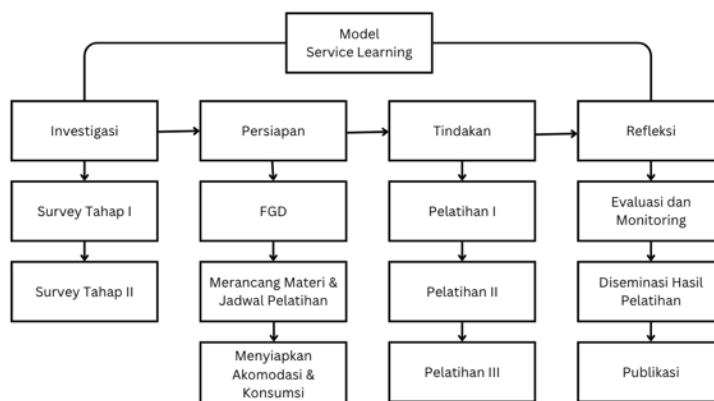 Model
Service Learning
Investigasi
Persiapan
Tindakan
Refleksi
Survey Tahap I
FGD
Pelatihan I
Evaluasi dan
Monitoring
Survey Tahap II
Merancang Materi &
Jadwal Pelatihan
Pelatihan II
Diseminasi Hasil
Pelatihan
Menyiapkan
Akomodasi &
Konsumsi
Pelatihan III
Publikasi